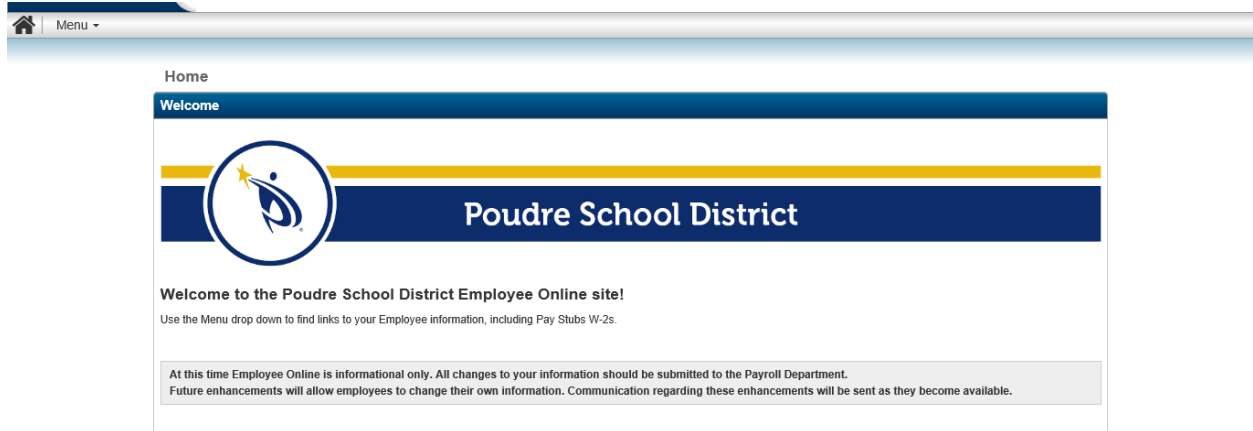 Menu
Home
Welcome
Poudre School District
Welcome to the Poudre School District Employee Online site!
Use the Menu drop down to find links to your Employee information, including Pay Stubs W-2s.
At this time Employee Online is informational only. All changes to your information should be submitted to the Payroll Department.
Future enhancements will allow employees to change their own information. Communication regarding these enhancements will be sent as they become available.